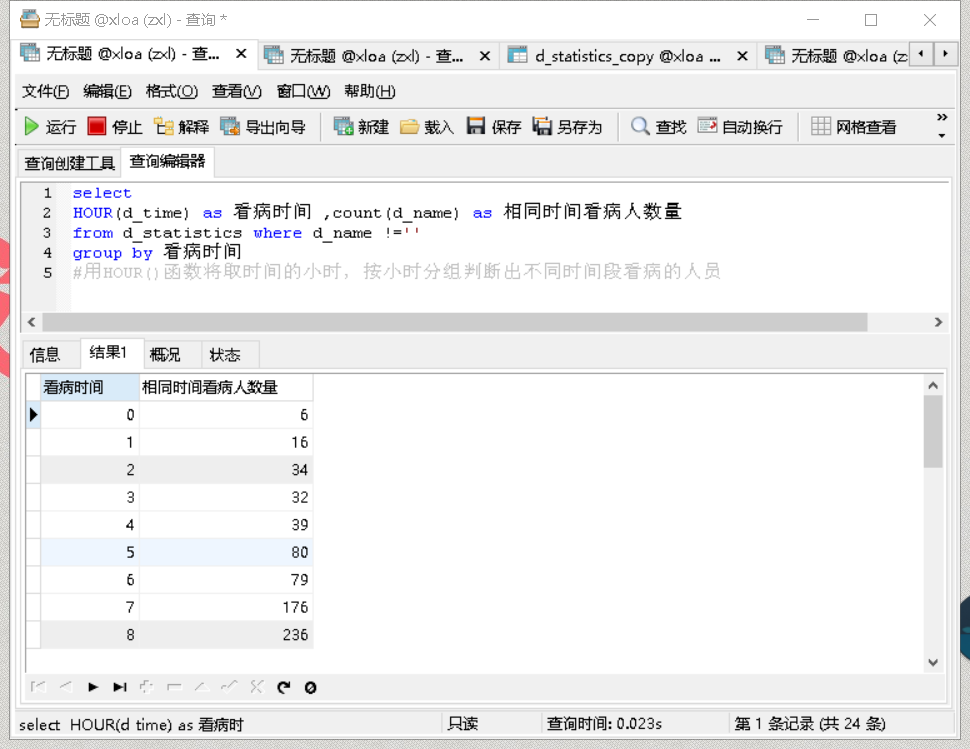 无标题 @xloa (zxl) - 查询 *
无标题 @xloa (zxl) - 查... 无标题 @xloa (zxl) - 查... d_statistics_copy @xloa ... 无标题 @xloa (z
文件(F) 编辑(E) 格式(O) 查看(V) 窗口(W) 帮助(H)
运行 停止 解释 导出向导 新建 载入 保存 另存为 查找 自动换行 网格查看
查询创建工具 查询编辑器
1 select
2 HOUR(d_time) as 看病时间 ,count(d_name) as 相同时间看病人数量
3 from d_statistics where d_name !=''
4 group by 看病时间
5 #用HOUR()函数将取时间的小时，按小时分组判断出不同时间段看病的人员
信息 结果1 概况 状态
看病时间 相同时间看病人数量
0 6
1 16
2 34
3 32
4 39
5 80
6 79
7 176
8 236
select HOUR(d time) as 看病时 只读 查询时间: 0.023s 第 1 条记录 (共 24 条)